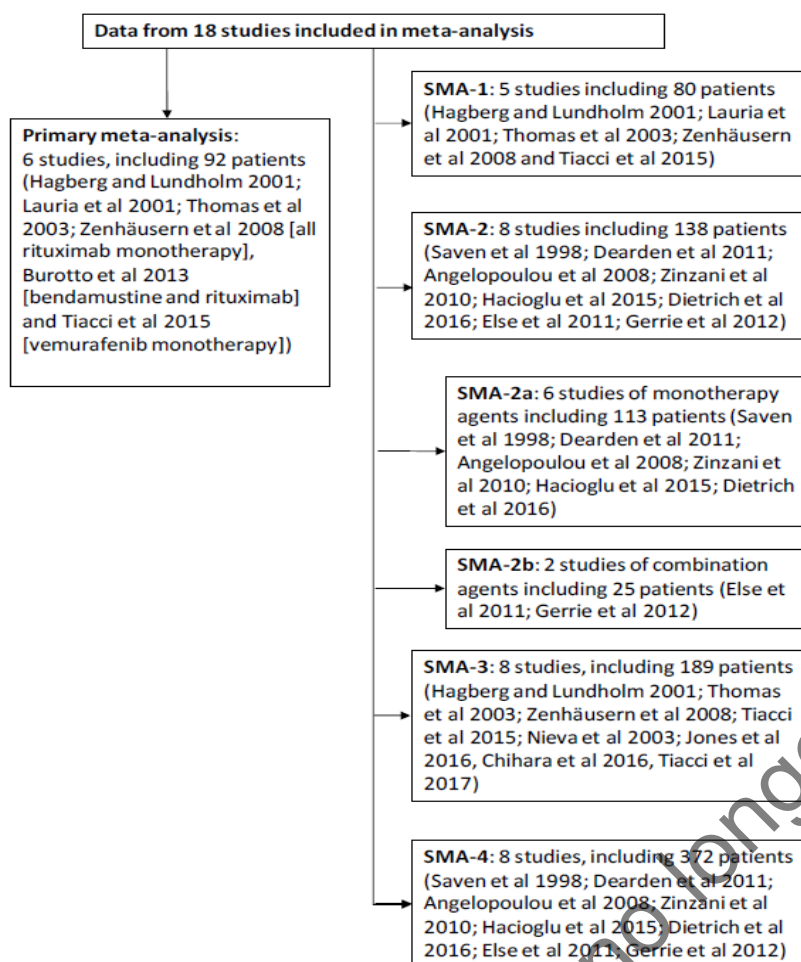 Data from 18 studies included in meta-analysis
Primary meta-analysis:
6 studies, including 92 patients
(Hagberg and Lundholm 2001;
Lauria et al 2001; Thomas et al
2003; Zenhäusern et al 2008 [all
rituximab monotherapy],
Burotto et al 2013
[bendamustine and rituximab]
and Tiacci et al 2015
[vemurafenib monotherapy])
SMA-1: 5 studies including 80 patients
(Hagberg and Lundholm 2001; Lauria et
al 2001; Thomas et al 2003; Zenhäusern
et al 2008 and Tiacci et al 2015)
SMA-2: 8 studies including 138 patients
(Saven et al 1998; Dearden et al 2011;
Angelopoulou et al 2008; Zinzani et al
2010; Hacioglu et al 2015; Dietrich et al
2016; Else et al 2011; Gerrie et al 2012)
SMA-2a: 6 studies of monotherapy
agents including 113 patients (Saven
et al 1998; Dearden et al 2011;
Angelopoulou et al 2008; Zinzani et
al 2010; Hacioglu et al 2015; Dietrich
et al 2016)
SMA-2b: 2 studies of combination
agents including 25 patients (Else et
al 2011; Gerrie et al 2012)
SMA-3: 8 studies, including 189 patients
(Hagberg and Lundholm 2001; Thomas
et al 2003; Zenhäusern et al 2008; Tiacci
et al 2015; Nieva et al 2003; Jones et al
2016, Chihara et al 2016, Tiacci et al
2017)
SMA-4: 8 studies, including 372 patients
(Saven et al 1998; Dearden et al 2011;
Angelopoulou et al 2008; Zinzani et al
2010; Hacioglu et al 2015; Dietrich et al
2016; Else et al 2011; Gerrie et al 2012)
no longe